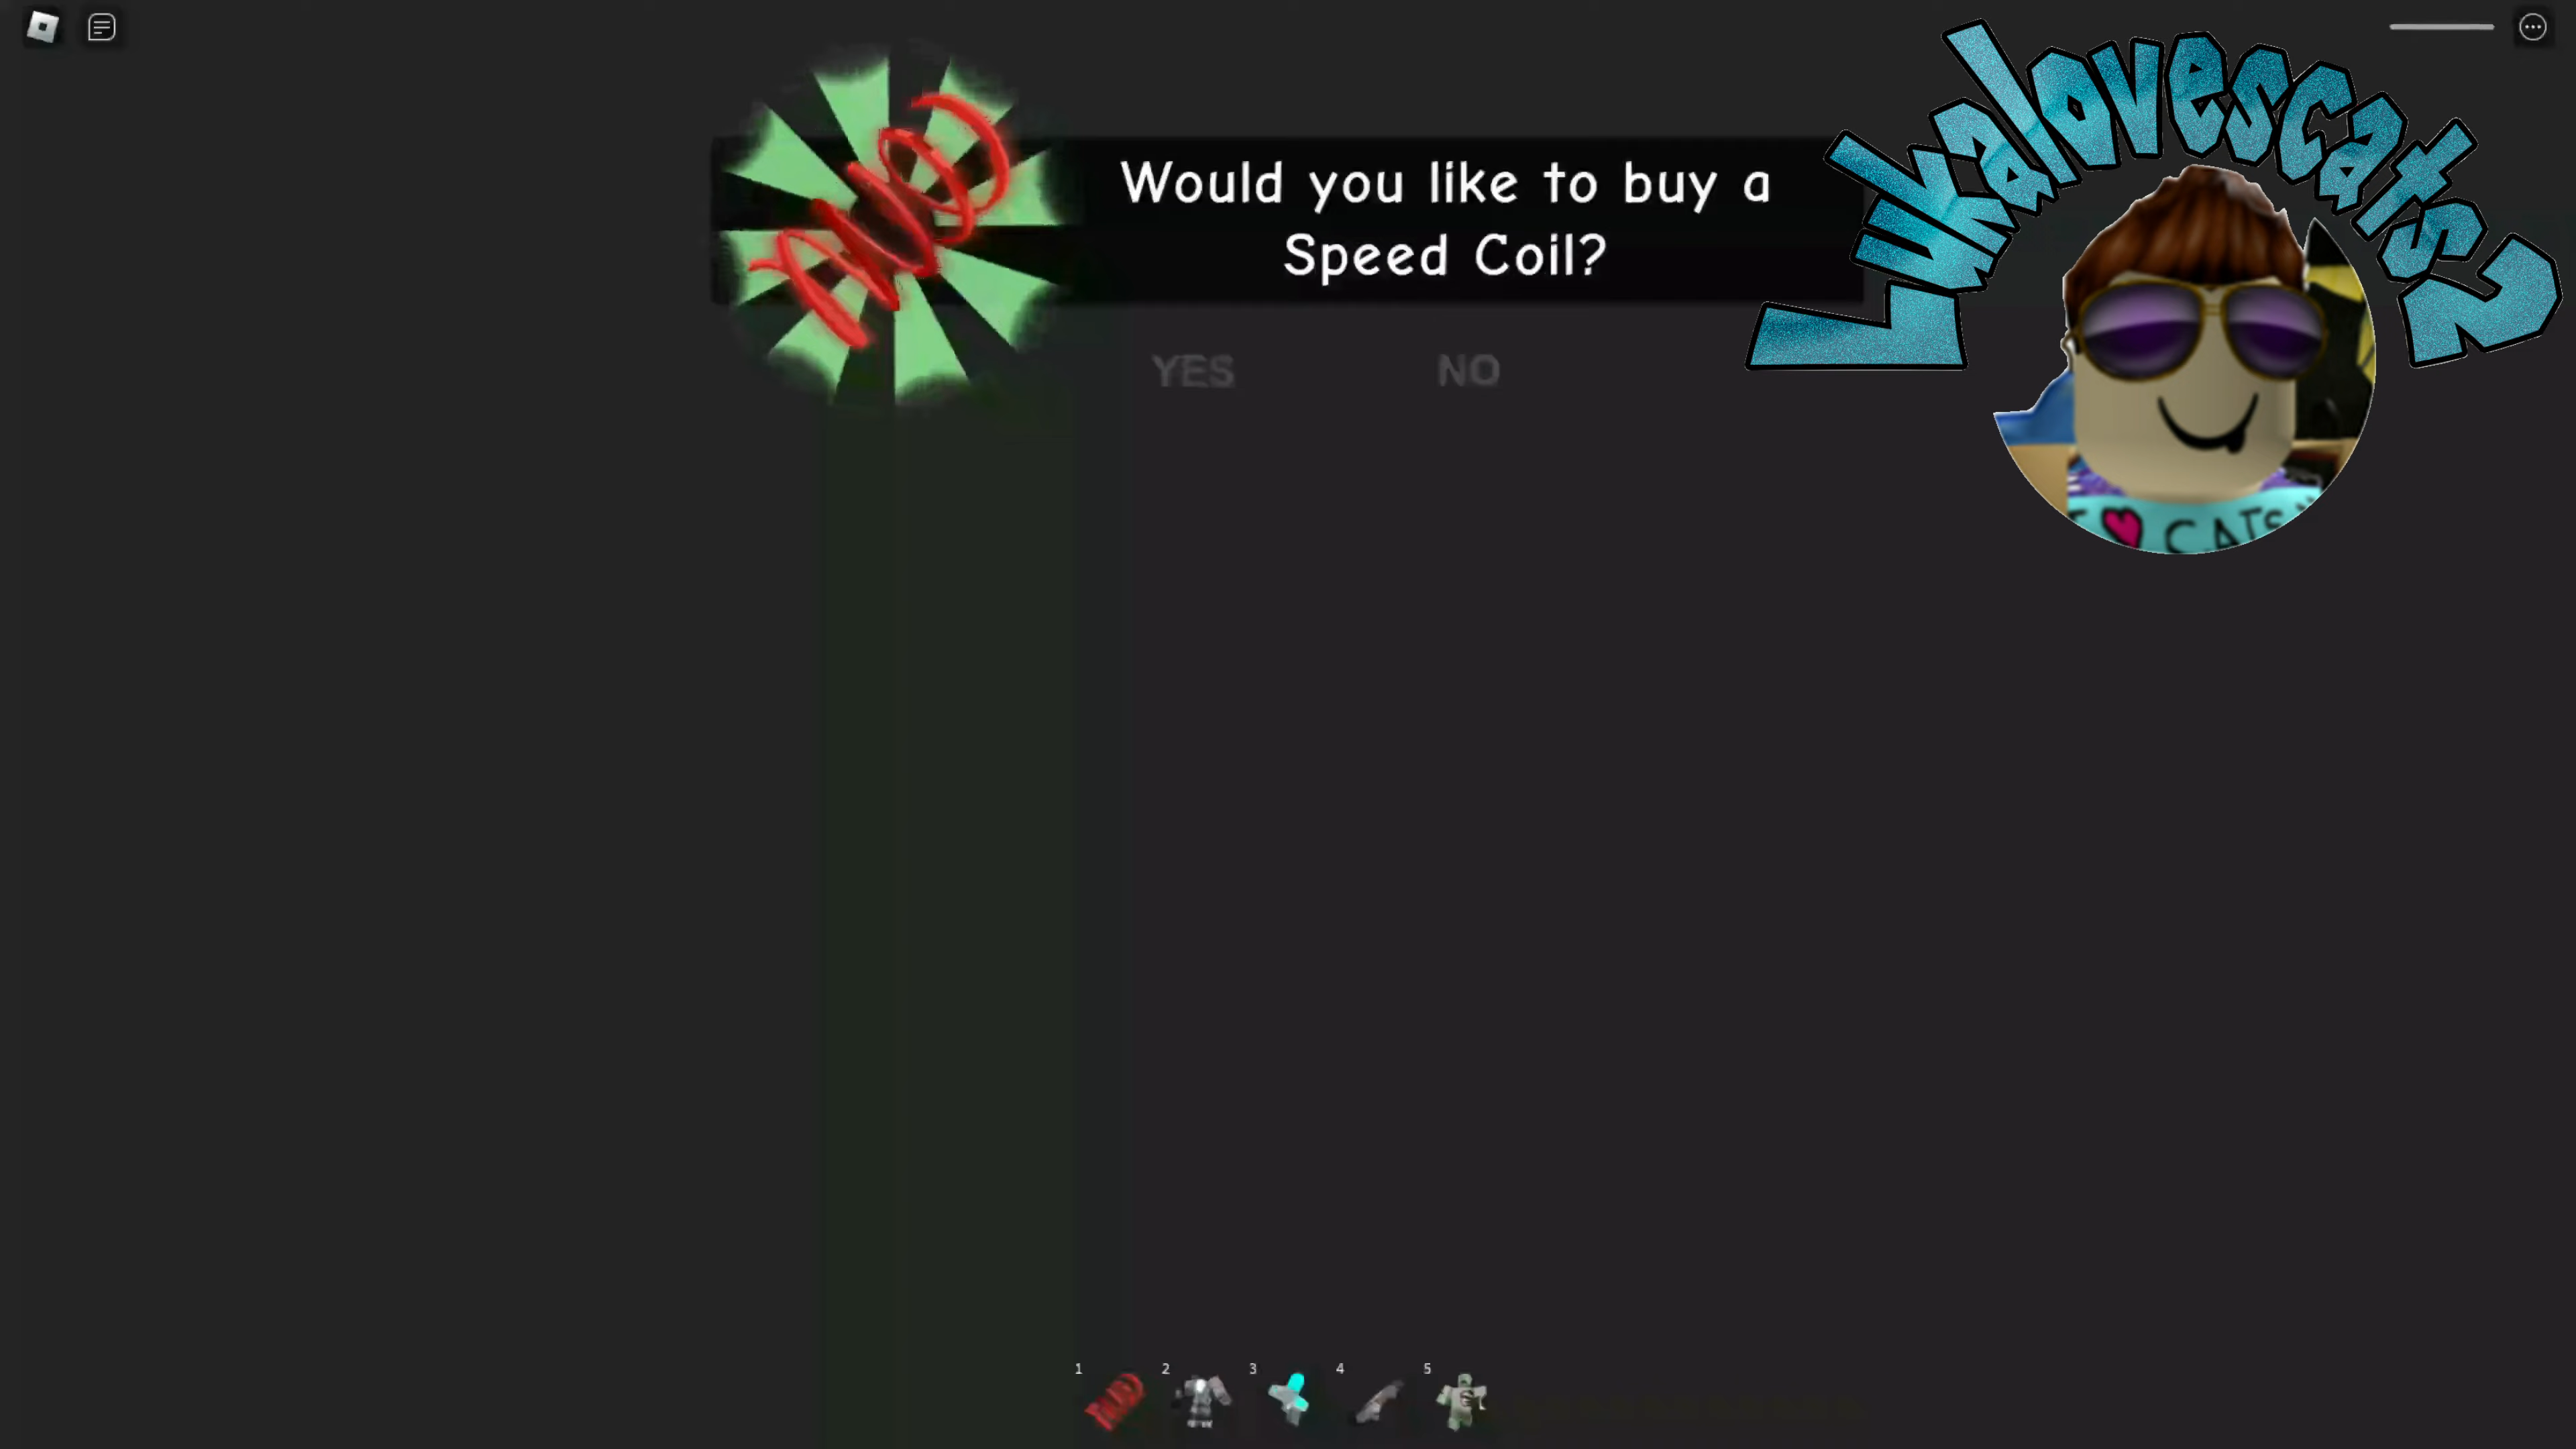 Lukalovescats2
Would you like to buy a
Speed Coil?
YES NO
I ♥ CATS
1 2 3 4 5